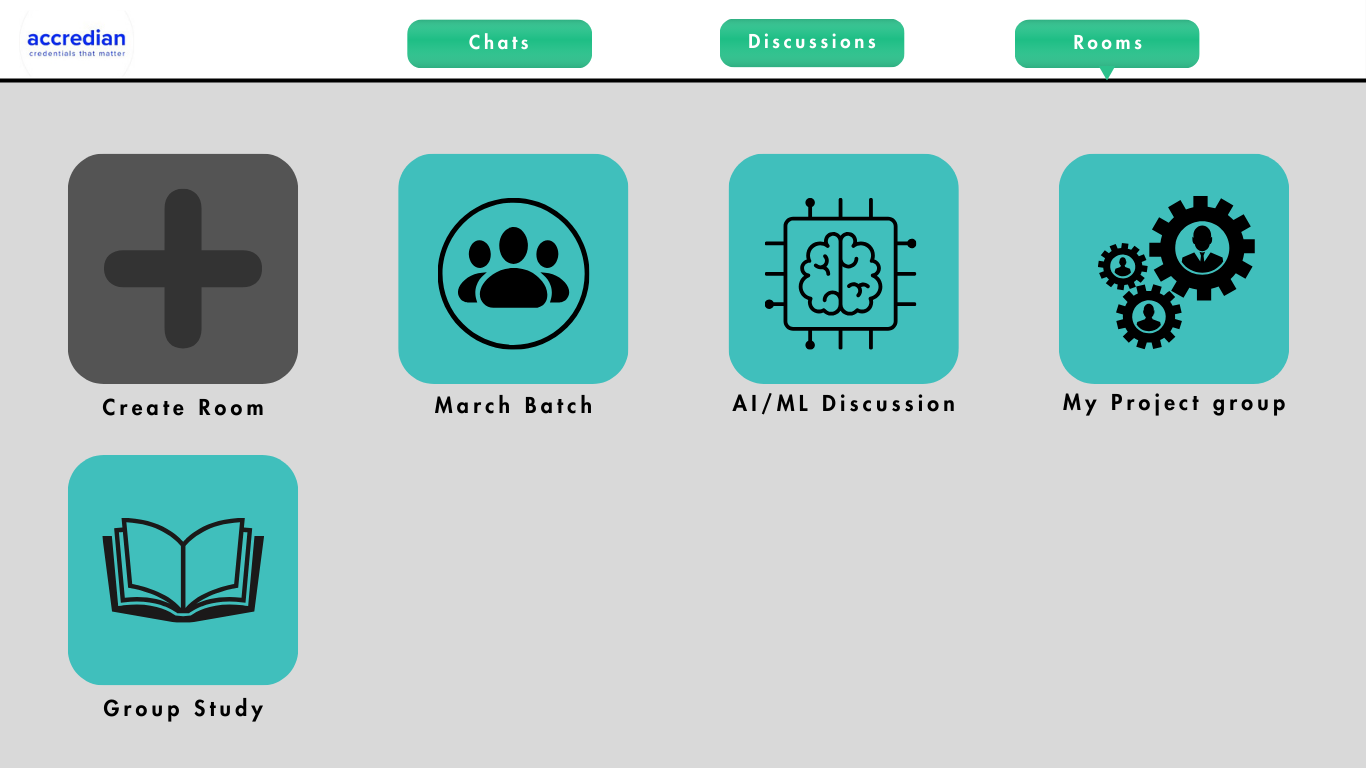 accredian
credentials that matter
Chats
Discussions
Rooms
Create Room
March Batch
AI/ML Discussion
My Project group
Group Study